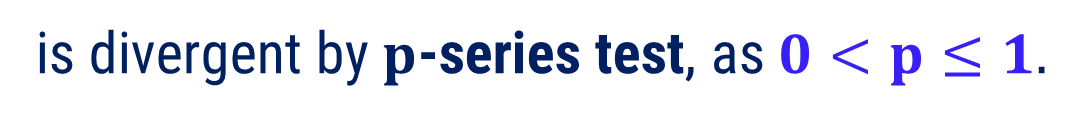 is divergent by p-series test, as 0 < p ≤ 1.